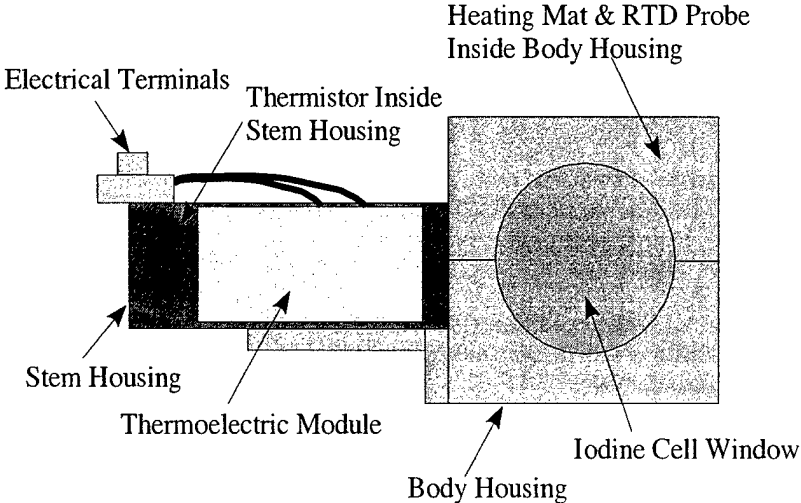 Heating Mat & RTD Probe
Inside Body Housing
Electrical Terminals
Thermistor Inside
Stem Housing
Stem Housing
Thermoelectric Module
Iodine Cell Window
Body Housing